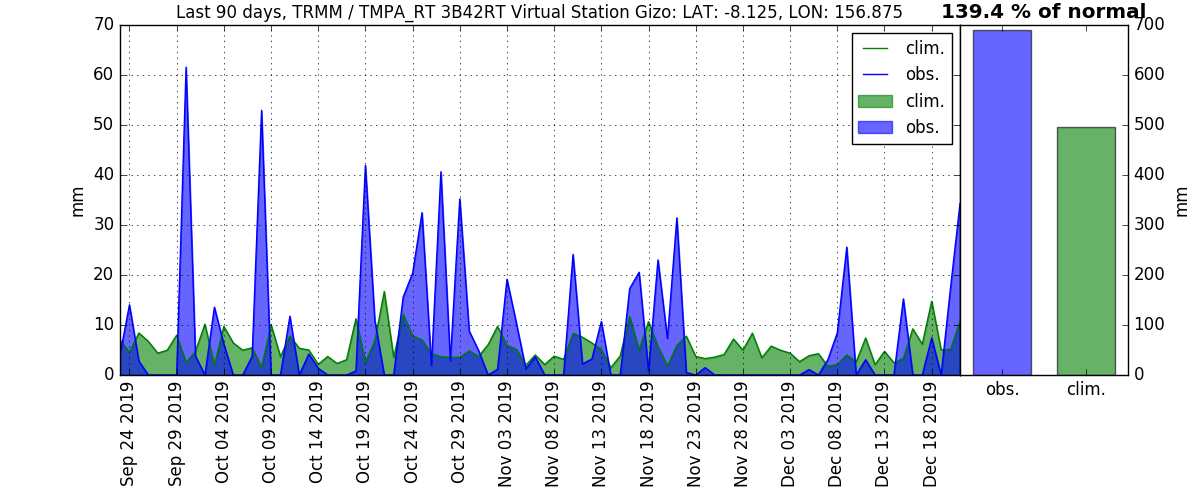 Last 90 days, TRMM / TMPA_RT 3B42RT Virtual Station Gizo: LAT: -8.125, LON: 156.875
139.4 % of normal
70
60
50
40
30
20
10
0
mm
clim.
obs.
clim.
obs.
700
600
500
400
300
200
100
0
mm
obs.
clim.
Sep 24 2019
Sep 29 2019
Oct 04 2019
Oct 09 2019
Oct 14 2019
Oct 19 2019
Oct 24 2019
Oct 29 2019
Nov 03 2019
Nov 08 2019
Nov 13 2019
Nov 18 2019
Nov 23 2019
Nov 28 2019
Dec 03 2019
Dec 08 2019
Dec 13 2019
Dec 18 2019